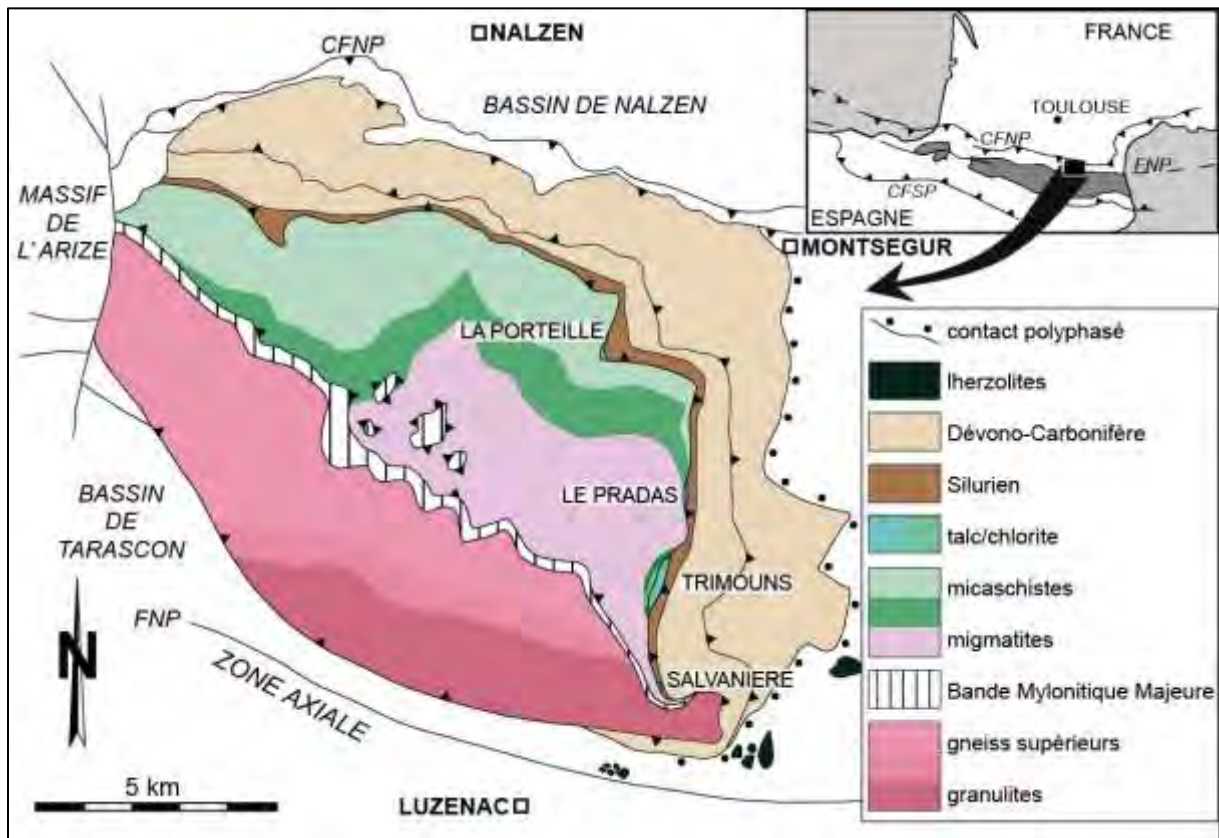 NALZEN
CFNP
BASSIN DE NALZEN
MASSIF
DE
L'ARIZE
MONTSEGUR
LA PORTEILLE
LE PRADAS
BASSIN
DE
TARASCON
TRIMOUNS
FNP
N
ZONE AXIALE
SALVANIERE
5 km
LUZENAC
FRANCE
TOULOUSE
CFNP
FNP
CFSP
ESPAGNE
contact polyphasé
lherzolites
Dévono-Carbonifère
Silurien
talc/chlorite
micaschistes
migmatites
Bande Mylonitique Majeure
gneiss supérieurs
granulites